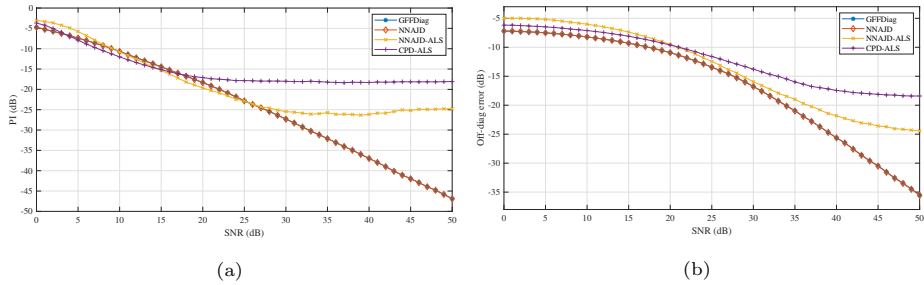 0
-5
-10
-15
-20
-25
-30
-35
-40
-45
-50
PI (dB)
0 5 10 15 20 25 30 35 40 45 50
SNR (dB)
GFFDiag
NNAJD
NNAJD-ALS
CPD-ALS
(a)
-5
-10
-15
-20
-25
-30
-35
Off-diag error (dB)
0 5 10 15 20 25 30 35 40 45 50
SNR (dB)
GFFDiag
NNAJD
NNAJD-ALS
CPD-ALS
(b)